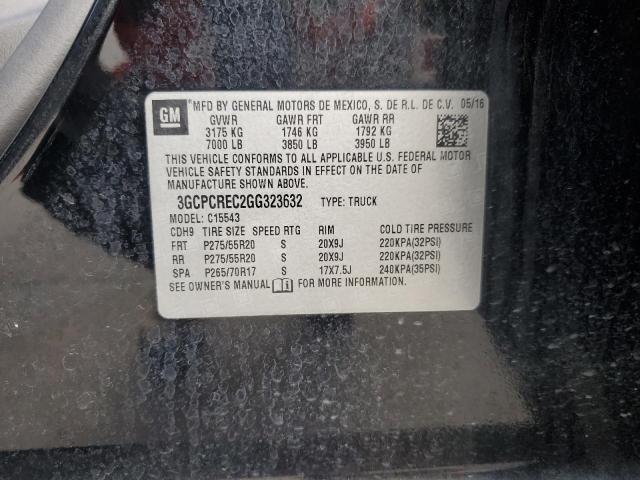 GM
MFD BY GENERAL MOTORS DE MEXICO, S. DE R.L. DE C.V. 05/16
GVWR GAWR FRT GAWR RR
3175 KG 1746 KG 1792 KG
7000 LB 3850 LB 3950 LB
THIS VEHICLE CONFORMS TO ALL APPLICABLE U.S. FEDERAL MOTOR
VEHICLE SAFETY STANDARDS IN EFFECT ON THE DATE OF
MANUFACTURE SHOWN ABOVE.
3GCPCREC2GG323632 TYPE: TRUCK
MODEL: C15543
CDH9 TIRE SIZE SPEED RTG RIM COLD TIRE PRESSURE
FRT P275/55R20 S 20X9J 220KPA(32PSI)
RR P275/55R20 S 20X9J 220KPA(32PSI)
SPA P265/70R17 S 17X7.5J 240KPA(35PSI)
SEE OWNER'S MANUAL FOR MORE INFORMATION.